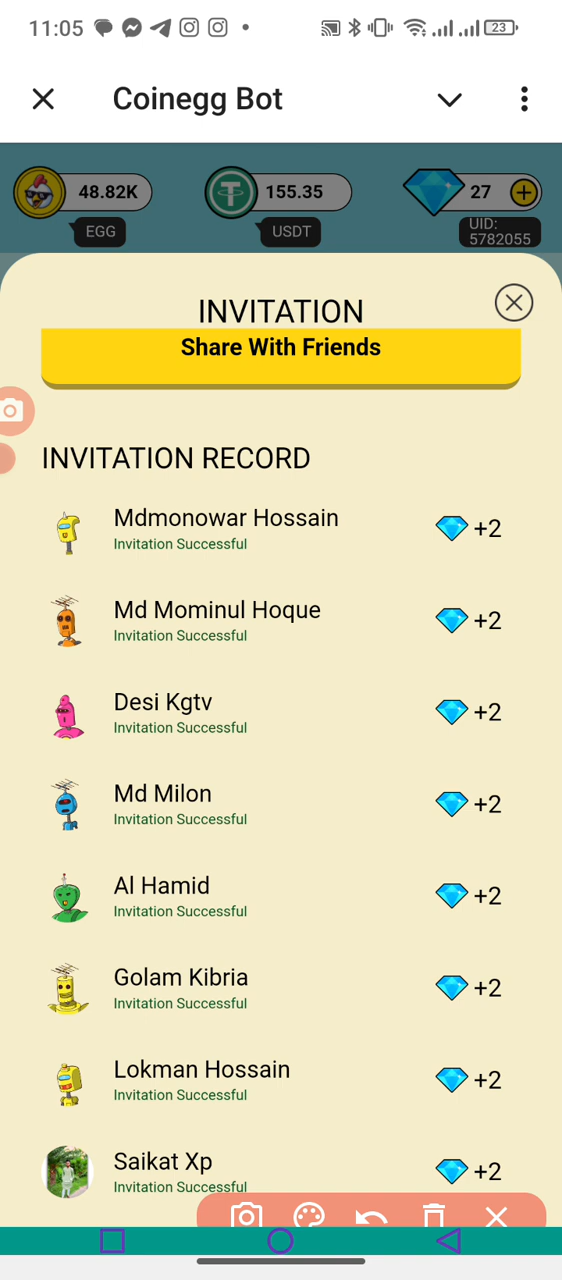 11:05
23
Coinegg Bot
48.82K
155.35
27
EGG
USDT
UID:
5782055
INVITATION
Share With Friends
INVITATION RECORD
Mdmonowar Hossain
Invitation Successful
+2
Md Mominul Hoque
Invitation Successful
+2
Desi Kgtv
Invitation Successful
+2
Md Milon
Invitation Successful
+2
Al Hamid
Invitation Successful
+2
Golam Kibria
Invitation Successful
+2
Lokman Hossain
Invitation Successful
+2
Saikat Xp
Invitation Successful
+2